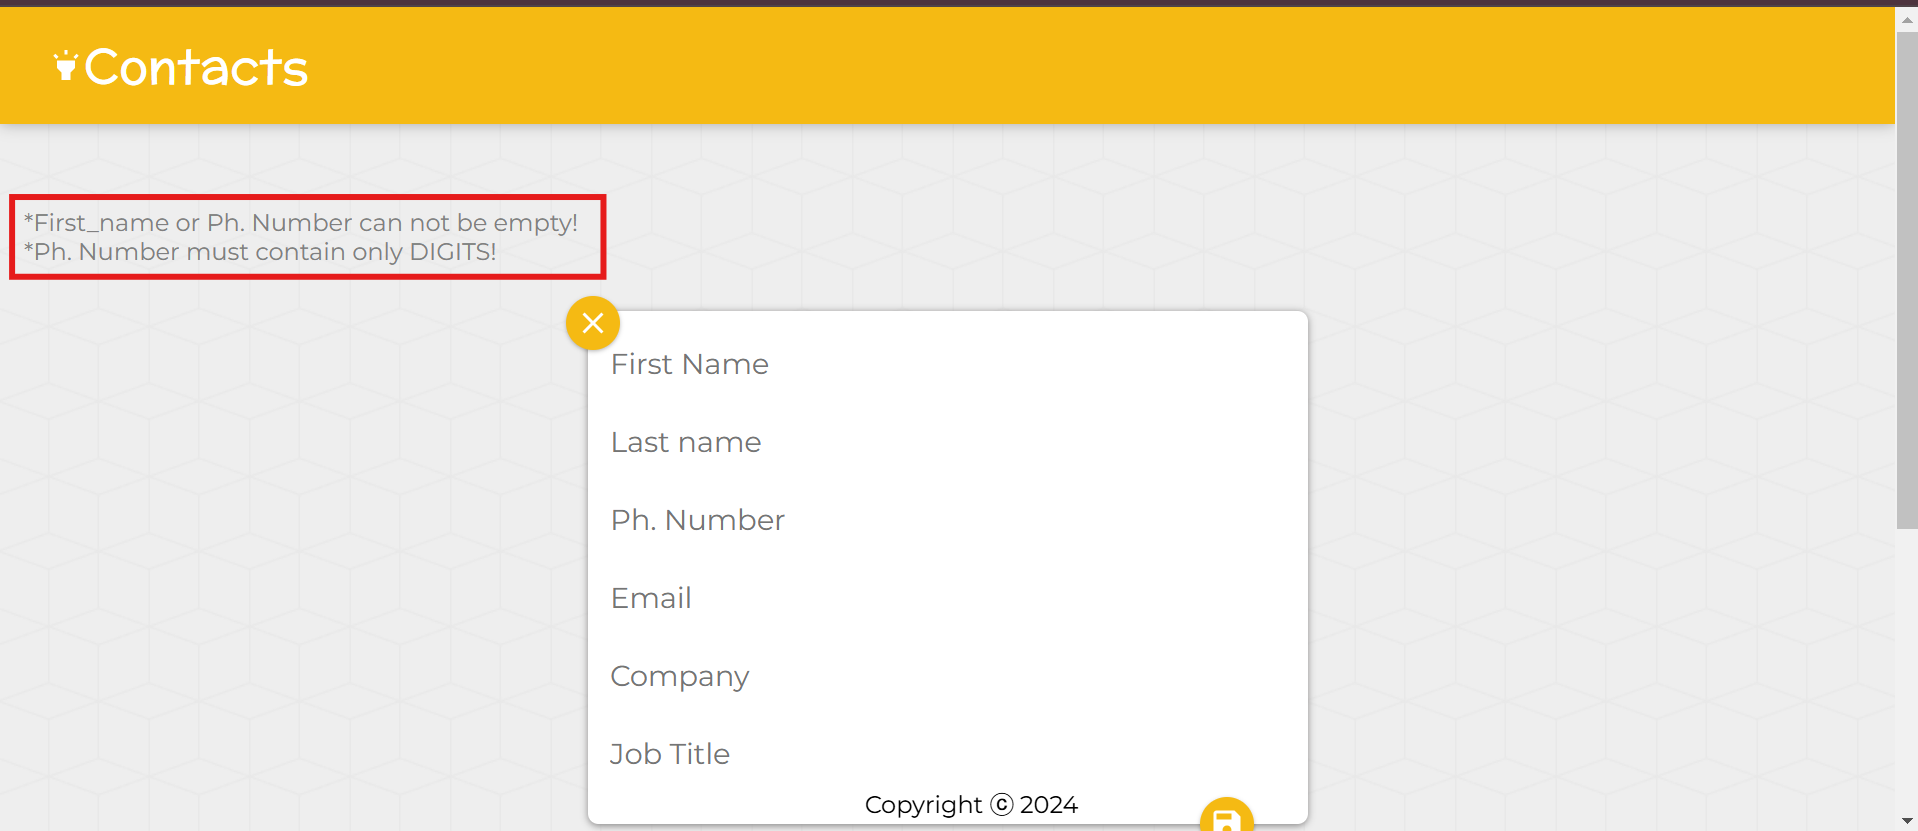 Contacts
*First_name or Ph. Number can not be empty!
*Ph. Number must contain only DIGITS!
First Name
Last name
Ph. Number
Email
Company
Job Title
Copyright ⓒ 2024